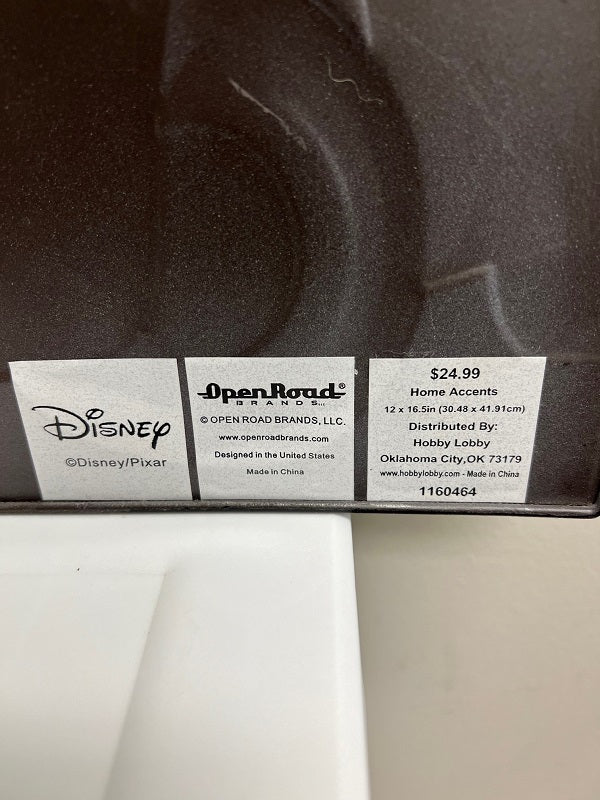 Disney
©Disney/Pixar
OpenRoad®
BRANDS™
© OPEN ROAD BRANDS, LLC.
www.openroadbrands.com
Designed in the United States
Made in China
$24.99
Home Accents
12 x 16.5in (30.48 x 41.91cm)
Distributed By:
Hobby Lobby
Oklahoma City,OK 73179
www.hobbylobby.com - Made in China
1160464